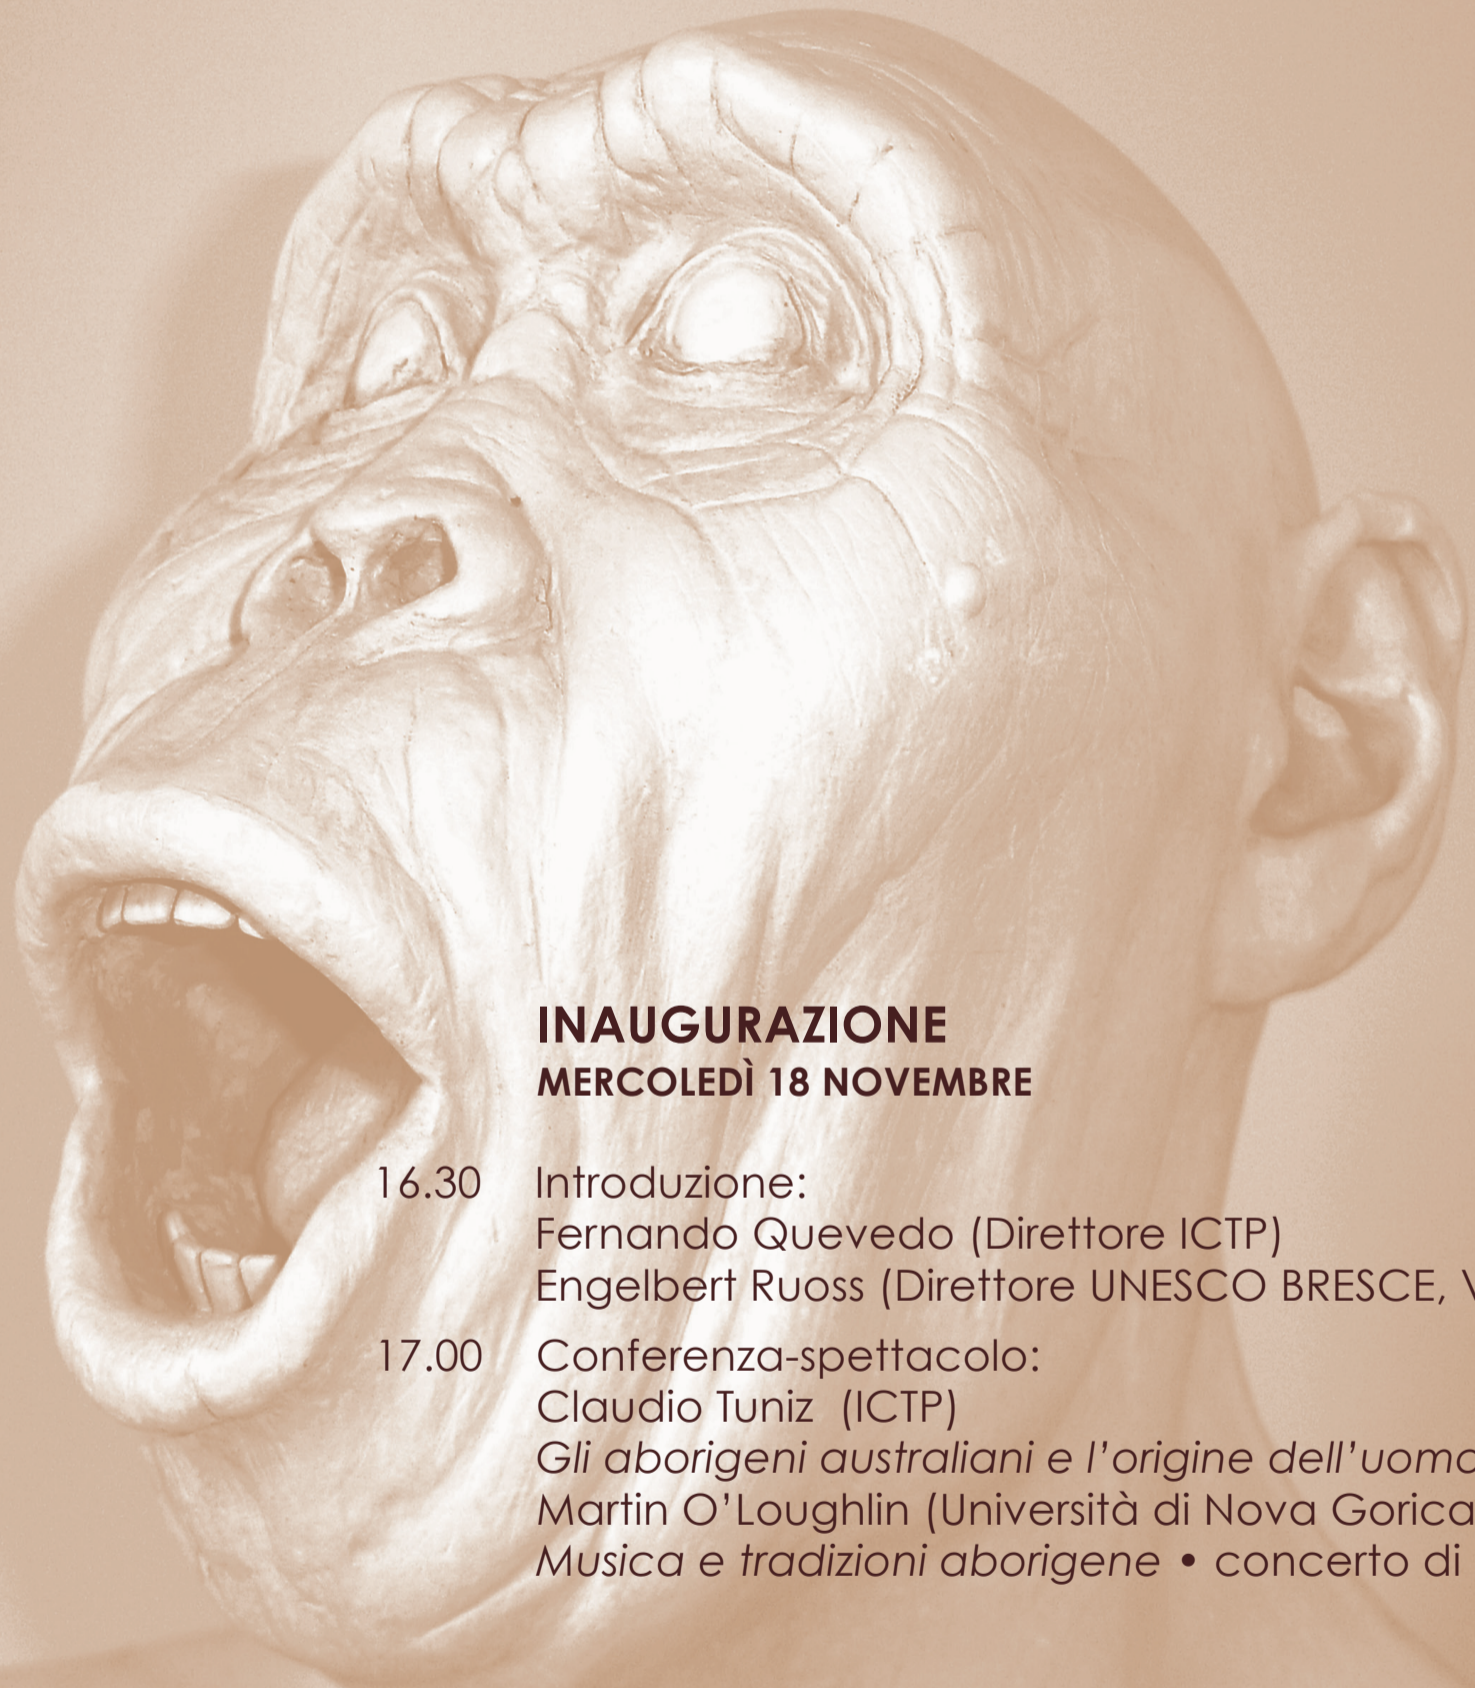 INAUGURAZIONE
MERCOLEDÌ 18 NOVEMBRE
16.30 Introduzione:
Fernando Quevedo (Direttore ICTP)
Engelbert Ruoss (Direttore UNESCO BRESCE,
17.00 Conferenza-spettacolo:
Claudio Tuniz (ICTP)
Gli aborigeni australiani e l’origine dell’uomo
Martin O’Loughlin (Università di Nova Gorica
Musica e tradizioni aborigene • concerto di